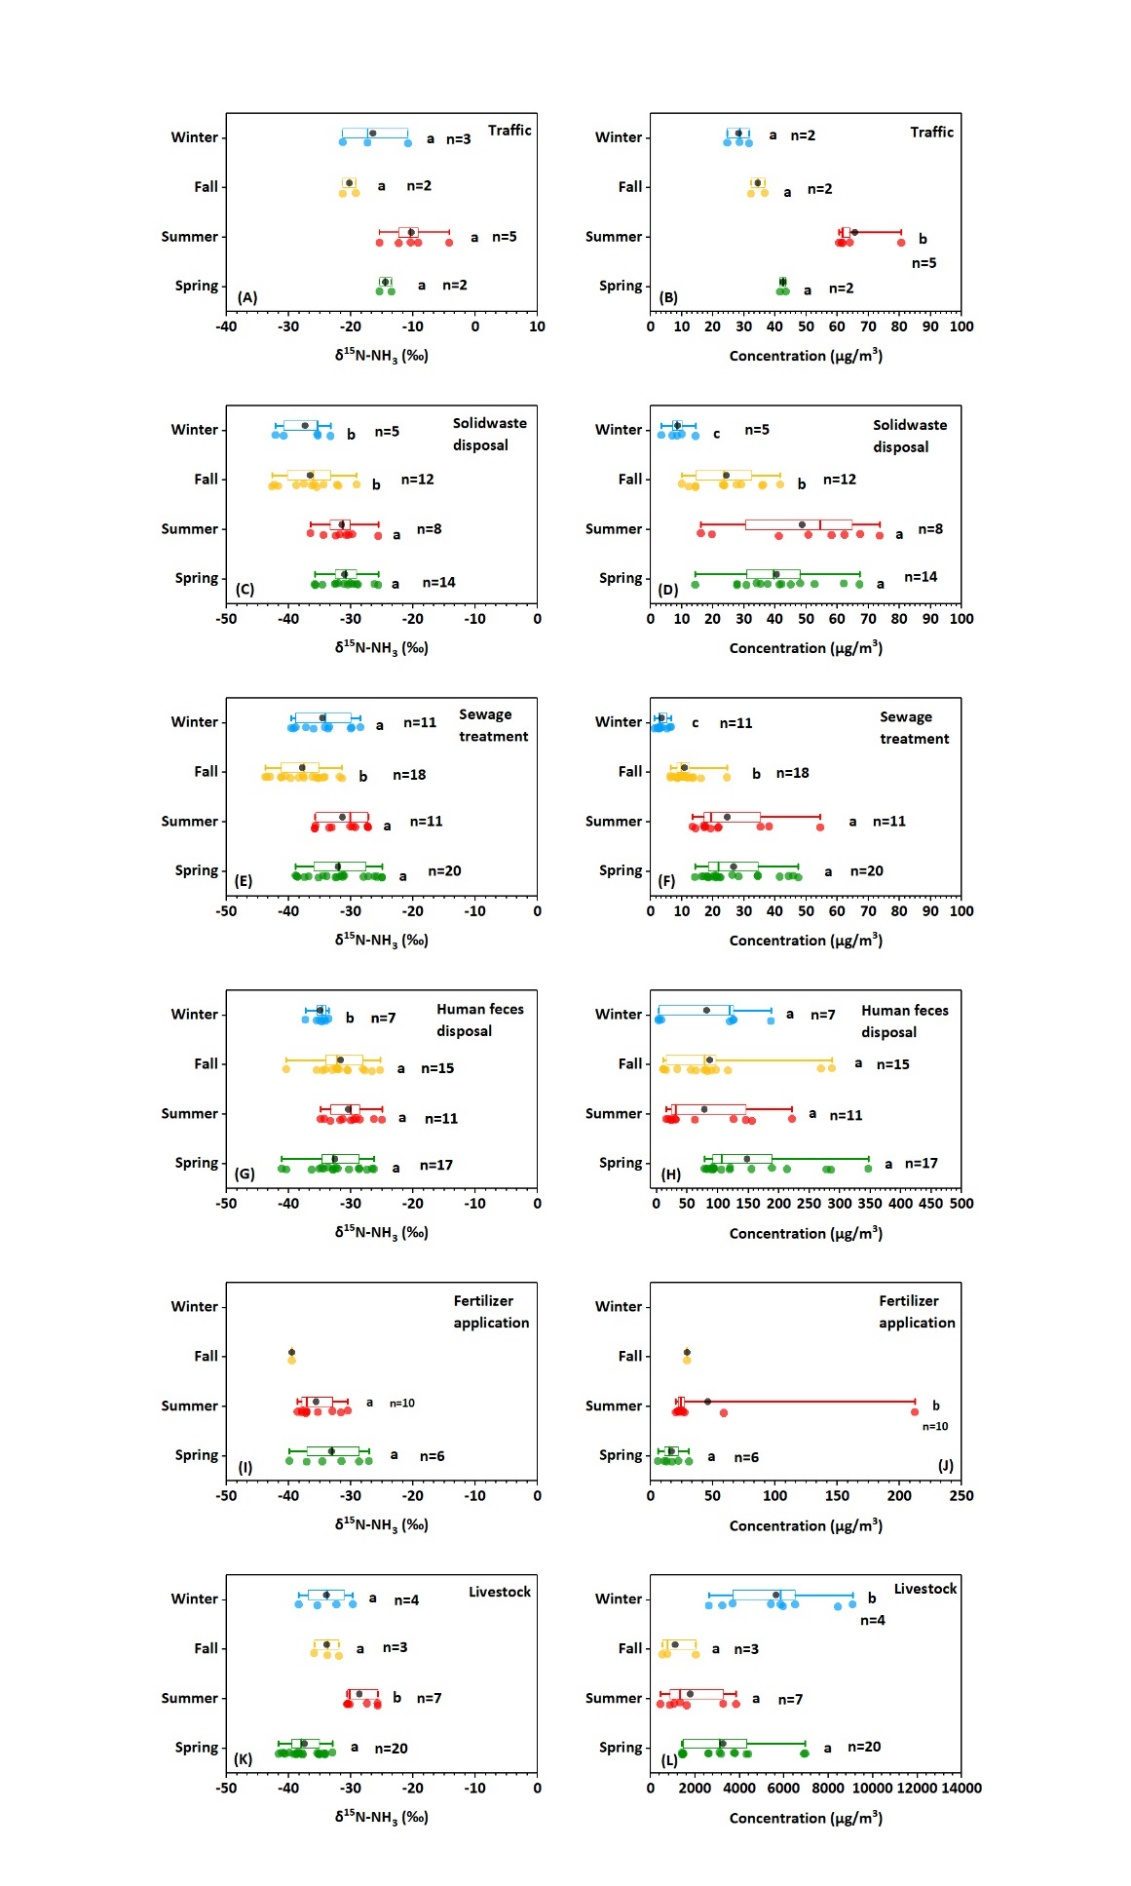 Traffic
Winter
a n=3
Fall
a n=2
Summer
a n=5
Spring
a n=2
(A)
-40 -30 -20 -10 0 10
δ¹⁵N-NH₃ (‰)
Traffic
Winter
a n=2
Fall
a n=2
Summer
b
n=5
Spring
a n=2
(B)
0 10 20 30 40 50 60 70 80 90 100
Concentration (μg/m³)
Solidwaste
disposal
Winter
b n=5
Fall
b n=12
Summer
a n=8
Spring
a n=14
(C)
-50 -40 -30 -20 -10 0
δ¹⁵N-NH₃ (‰)
Solidwaste
disposal
Winter
c n=5
Fall
b n=12
Summer
a n=8
Spring
a n=14
(D)
0 10 20 30 40 50 60 70 80 90 100
Concentration (μg/m³)
Sewage
treatment
Winter
a n=11
Fall
b n=18
Summer
a n=11
Spring
a n=20
(E)
-50 -40 -30 -20 -10 0
δ¹⁵N-NH₃ (‰)
Sewage
treatment
Winter
c n=11
Fall
b n=18
Summer
a n=11
Spring
a n=20
(F)
0 10 20 30 40 50 60 70 80 90 100
Concentration (μg/m³)
Human feces
disposal
Winter
b n=7
Fall
a n=15
Summer
a n=11
Spring
a n=17
(G)
-50 -40 -30 -20 -10 0
δ¹⁵N-NH₃ (‰)
Human feces
disposal
Winter
a n=7
Fall
a n=15
Summer
a n=11
Spring
a n=17
(H)
0 50 100 150 200 250 300 350 400 450 500
Concentration (μg/m³)
Fertilizer
application
Winter
Fall
Summer
a n=10
Spring
a n=6
(I)
-50 -40 -30 -20 -10 0
δ¹⁵N-NH₃ (‰)
Fertilizer
application
Winter
Fall
Summer
b
n=10
Spring
a n=6
(J)
0 50 100 150 200 250
Concentration (μg/m³)
Livestock
Winter
a n=4
Fall
a n=3
Summer
b n=7
Spring
a n=20
(K)
-50 -40 -30 -20 -10 0
δ¹⁵N-NH₃ (‰)
Livestock
Winter
b
n=4
Fall
a n=3
Summer
a n=7
Spring
a n=20
(L)
0 2000 4000 6000 8000 10000 12000 14000
Concentration (μg/m³)